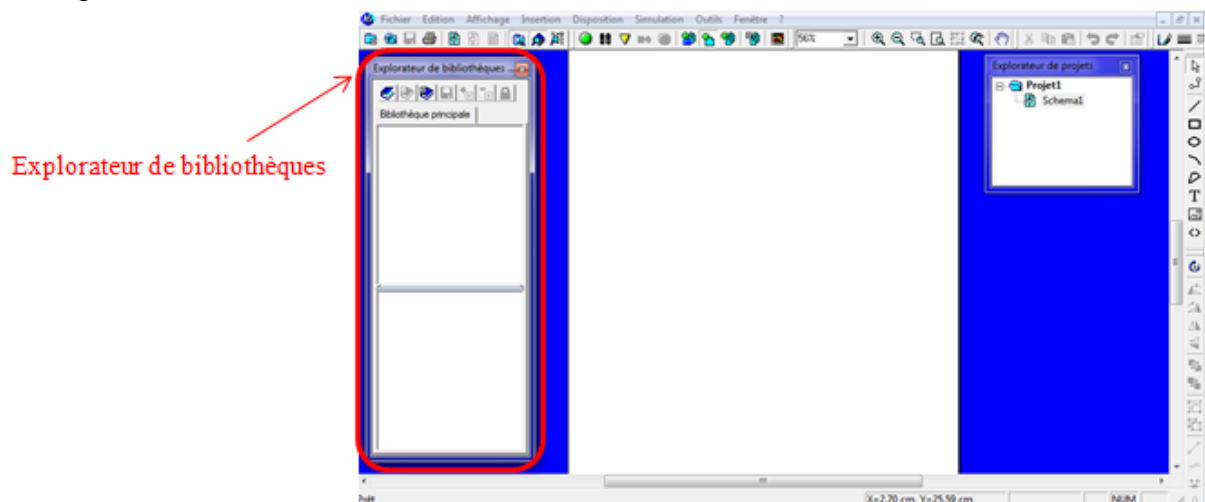 Fichier Edition Affichage Insertion Disposition Simulation Outils Fenêtre ?
56%
Explorateur de bibliothèques ...
Bibliothèque principale
Explorateur de projets
Projet1
Schema1
T
Explorateur de bibliothèques
Prêt
X=2.70 cm, Y=25.59 cm
NUM